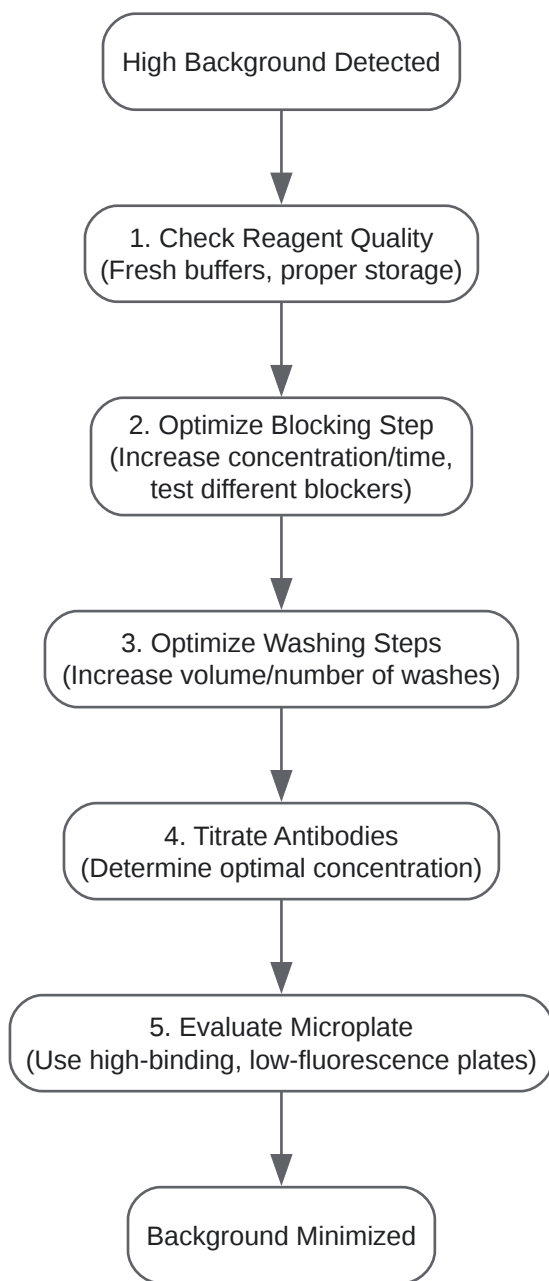 High Background Detected
1. Check Reagent Quality
(Fresh buffers, proper storage)
2. Optimize Blocking Step
(Increase concentration/time,
test different blockers)
3. Optimize Washing Steps
(Increase volume/number of washes)
4. Titrate Antibodies
(Determine optimal concentration)
5. Evaluate Microplate
(Use high-binding, low-fluorescence plates)
Background Minimized